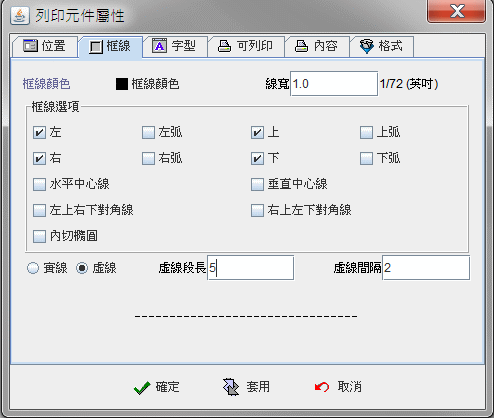 列印元件屬性
位置 框線 字型 可列印 內容 格式
框線顏色 框線顏色 線寬 1.0 1/72 (英吋)
框線選項
左 左弧 上 上弧
右 右弧 下 下弧
水平中心線 垂直中心線
左上右下對角線 右上左下對角線
內切橢圓
實線 虛線 虛線段長 5 虛線間隔 2
確定 套用 取消